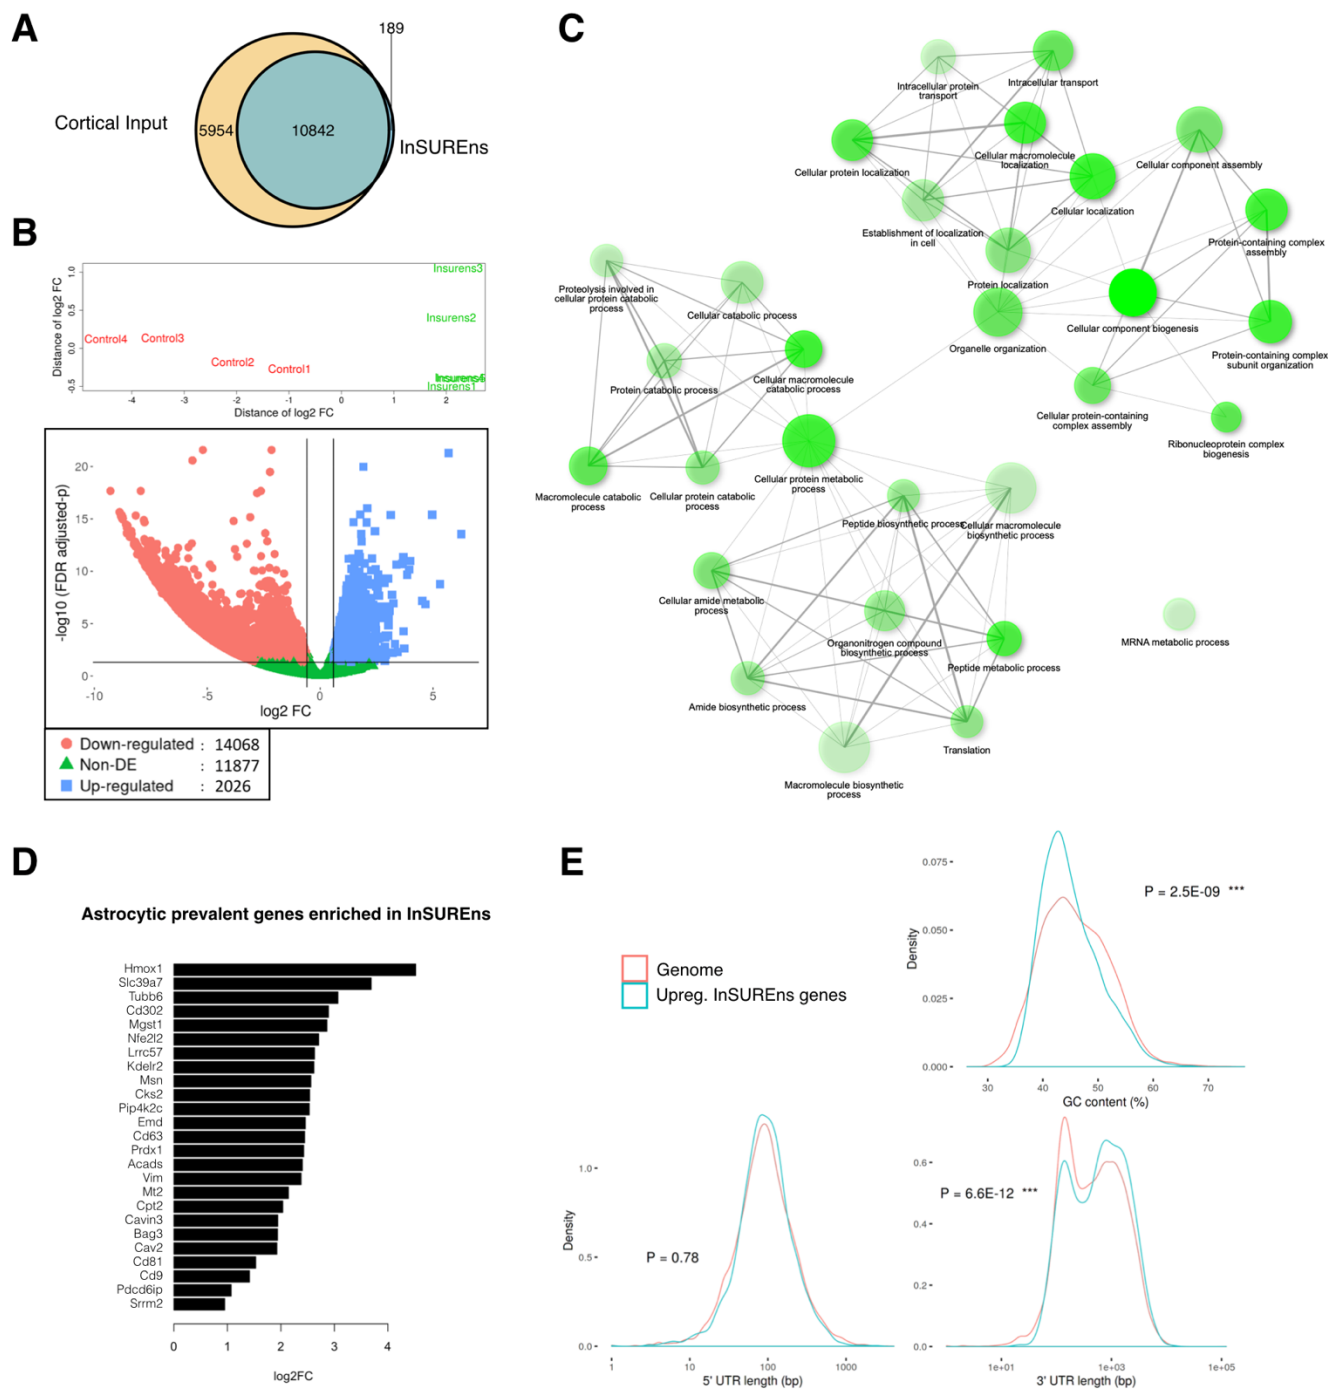 A
189
Cortical Input
5954
10842
InSUREns
B
Distance of log2 FC
1.0
0.5
0.0
-0.5
Insurens3
Insurens2
Control4
Control3
Control2
Control1
Insurens1
-4
-3
-2
-1
0
1
2
Distance of log2 FC
-log10 (FDR adjusted-p)
20
15
10
5
0
-10
-5
0
5
log2 FC
Down-regulated : 14068
Non-DE : 11877
Up-regulated : 2026
C
Intracellular protein
transport
Intracellular transport
Cellular macromolecule
localization
Cellular protein localization
Cellular component assembly
Cellular localization
Establishment of localization
in cell
Protein-containing complex
assembly
Protein localization
Proteolysis involved in
cellular protein catabolic
process
Cellular catabolic process
Cellular component biogenesis
Organelle organization
Protein-containing complex
subunit organization
Protein catabolic process
Cellular macromolecule
catabolic process
Cellular protein-containing
complex assembly
Ribonucleoprotein complex
biogenesis
Macromolecule catabolic
process
Cellular protein catabolic
process
Cellular protein metabolic
process
Peptide biosynthetic process
Cellular macromolecule
biosynthetic process
Cellular amide metabolic
process
Organonitrogen compound
biosynthetic process
MRNA metabolic process
Peptide metabolic process
Amide biosynthetic process
Translation
Macromolecule biosynthetic
process
D
Astrocytic prevalent genes enriched in InSUREns
Hmox1
Slc39a7
Tubb6
Cd302
Mgst1
Nfe2l2
Lrrc57
Kdelr2
Msn
Cks2
Pip4k2c
Emd
Cd63
Prdx1
Acads
Vim
Mt2
Cpt2
Cavin3
Bag3
Cav2
Cd81
Cd9
Pdcd6ip
Srrm2
0
1
2
3
4
log2FC
E
Genome
Upreg. InSUREns genes
0.075
0.050
0.025
0.000
Density
P = 2.5E-09 ***
30
40
50
60
70
GC content (%)
1.0
0.5
0.0
Density
P = 0.78
1
10
100
1000
5' UTR length (bp)
0.6
0.4
0.2
0.0
P = 6.6E-12 ***
1e+01
1e+03
1e+05
3' UTR length (bp)